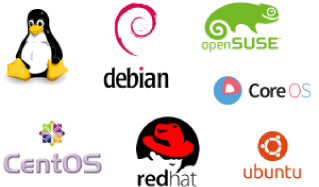 debian
openSUSE
Core OS
CentOS
redhat
ubuntu